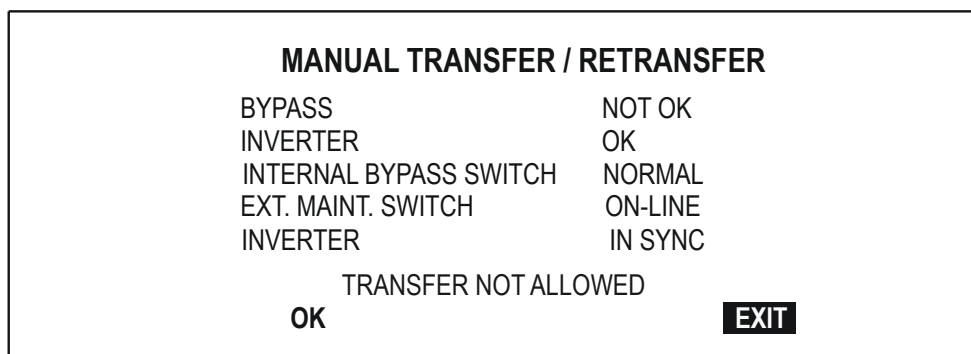 MANUAL TRANSFER / RETRANSFER
BYPASS NOT OK
INVERTER OK
INTERNAL BYPASS SWITCH NORMAL
EXT. MAINT. SWITCH ON-LINE
INVERTER IN SYNC
TRANSFER NOT ALLOWED
OK EXIT